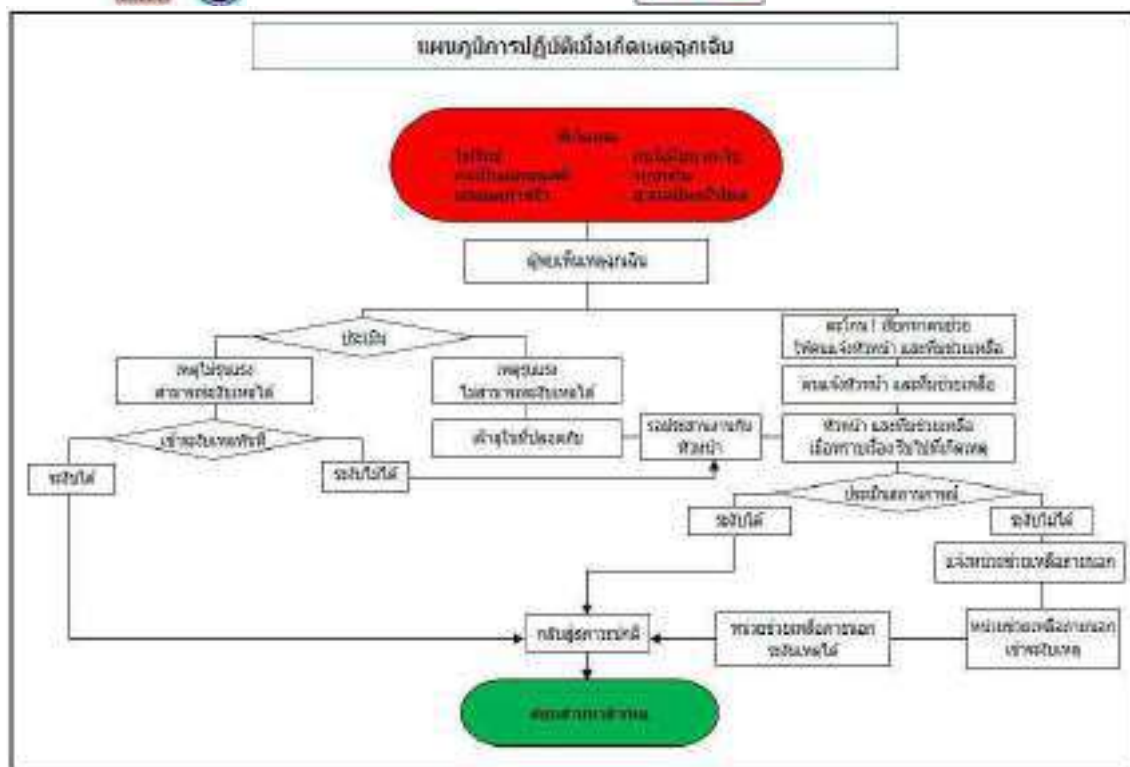 แผนภูมิการปฏิบัติเมื่อเกิดเหตุฉุกเฉิน
ผู้พบเห็นเหตุฉุกเฉิน
ประเมิน
ตะโกน ! เรียกหาคนช่วย
ให้คนแจ้งหัวหน้า และทีมช่วยเหลือ
เหตุไม่รุนแรง
สามารถระงับเหตุได้
เหตุรุนแรง
ไม่สามารถระงับเหตุได้
คนแจ้งหัวหน้า และทีมช่วยเหลือ
เข้าระงับเหตุทันที
เข้าสู่ที่ปลอดภัย
รอประสานงานกับ
หัวหน้า
หัวหน้า และทีมช่วยเหลือ
เมื่อทราบเรื่อง รีบไปที่เกิดเหตุ
ระงับได้
ระงับไม่ได้
ประเมินสถานการณ์
ระงับได้
ระงับไม่ได้
แจ้งหน่วยช่วยเหลือภายนอก
กลับสู่สภาวะปกติ
หน่วยช่วยเหลือภายนอก
ระงับเหตุได้
หน่วยช่วยเหลือภายนอก
เข้าระงับเหตุ